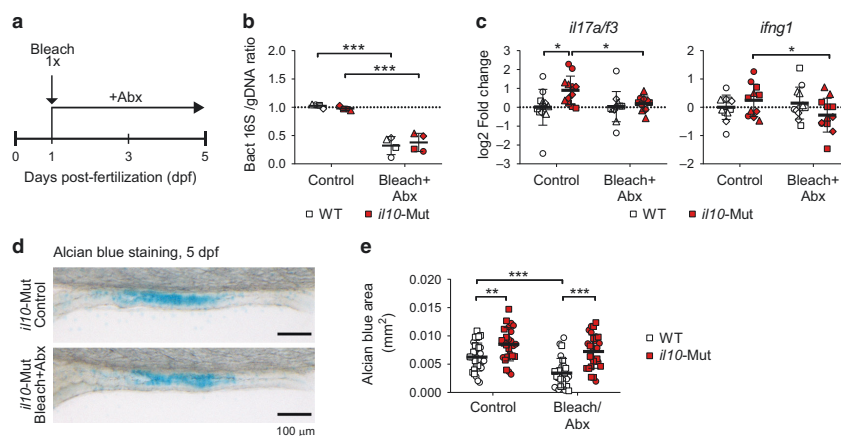 a
Bleach
1x
+Abx
0 1 3 5
Days post-fertilization (dpf)
b
Bact 16S /gDNA ratio
2.0
1.5
1.0
0.5
0.0
***
***
Control
Bleach+
Abx
WT
il10-Mut
c
il17a/f3
log2 Fold change
3
2
1
0
−1
−2
−3
*
*
Control
Bleach+
Abx
ifng1
2
1
0
−1
−2
*
Control
Bleach+
Abx
WT
il10-Mut
d
Alcian blue staining, 5 dpf
il10-Mut
Control
il10-Mut
Bleach+Abx
100 μm
e
Alcian blue area
(mm²)
0.020
0.015
0.010
0.005
0.000
***
**
***
Control
Bleach/
Abx
WT
il10-Mut